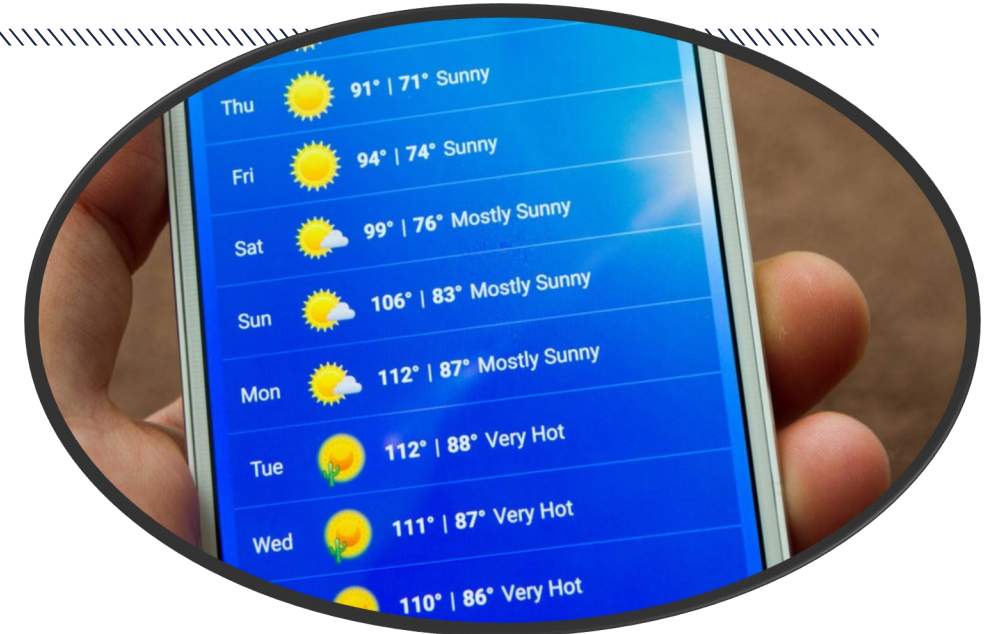 Thu 91° | 71° Sunny
Fri 94° | 74° Sunny
Sat 99° | 76° Mostly Sunny
Sun 106° | 83° Mostly Sunny
Mon 112° | 87° Mostly Sunny
Tue 112° | 88° Very Hot
Wed 111° | 87° Very Hot
110° | 86° Very Hot